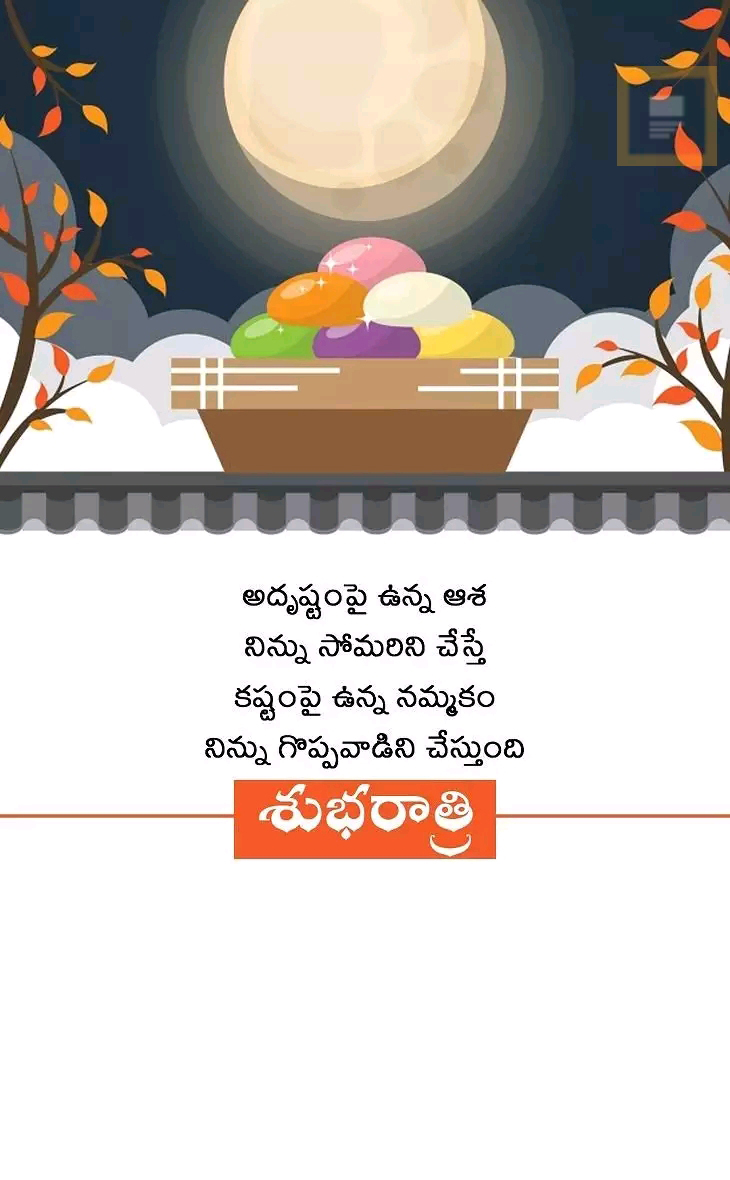 అదృష్టంపై ఉన్న ఆశ
నిన్ను సోమరిని చేస్తే
కష్టంపై ఉన్న నమ్మకం
నిన్ను గొప్పవాడిని చేస్తుంది
శుభరాత్రి